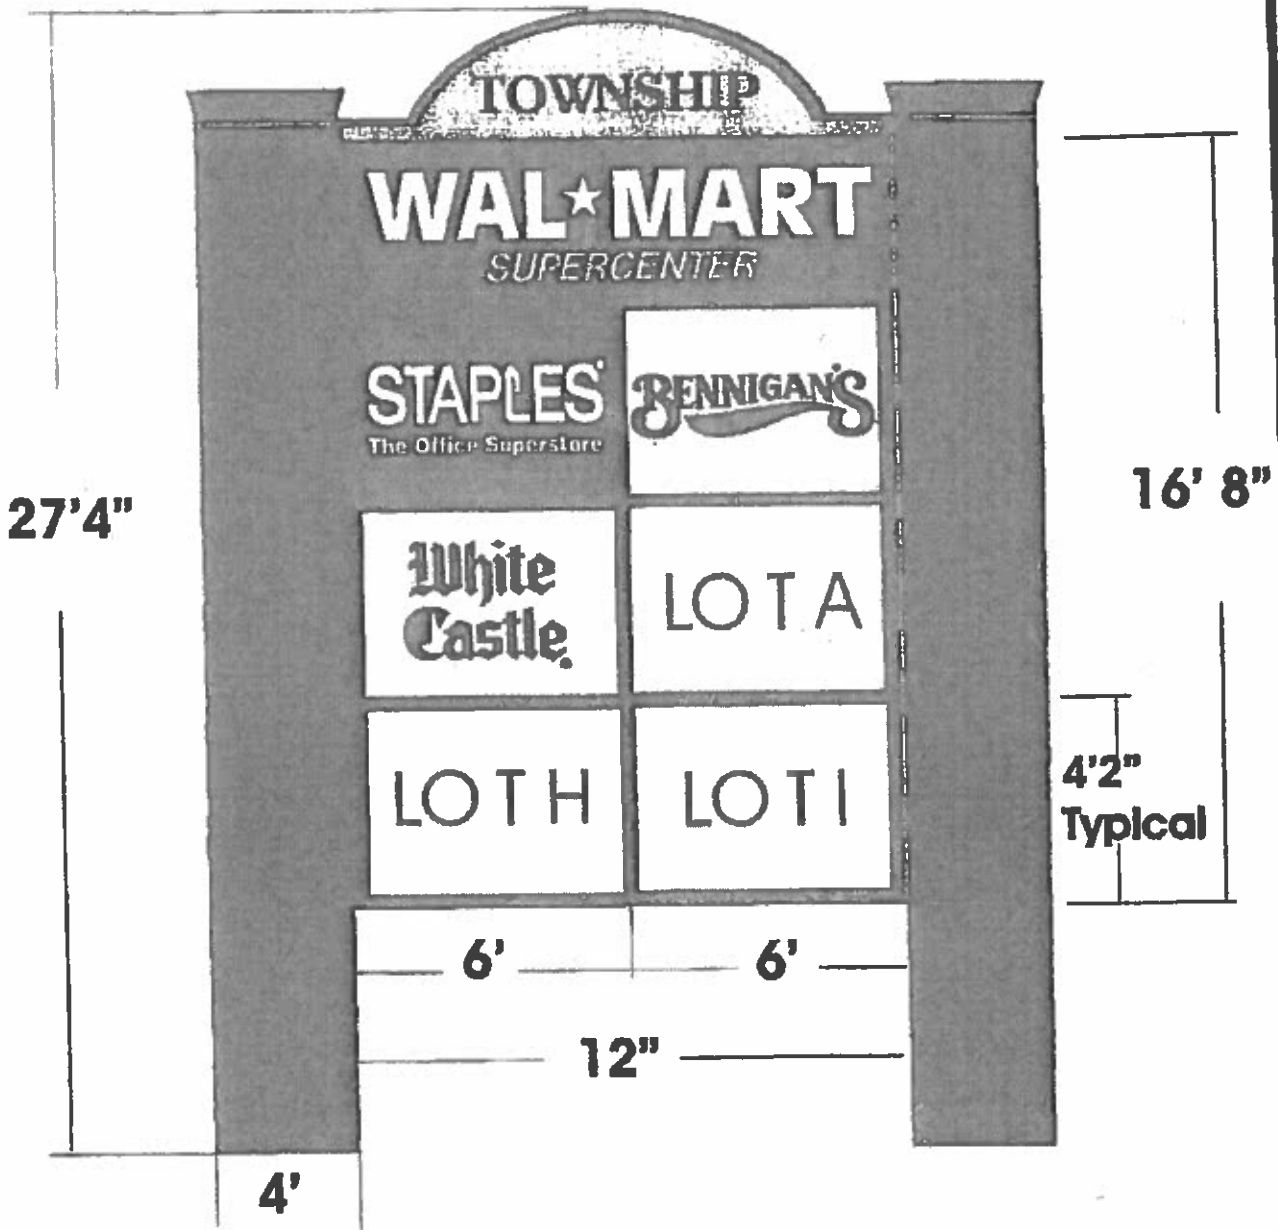 TOWNSHIP
WAL★MART
SUPERCENTER
STAPLES
The Office Superstore
BENNIGAN'S
White
Castle
LOT A
LOT H
LOT I
27'4"
16' 8"
4'2"
Typical
6'
6'
12"
4'